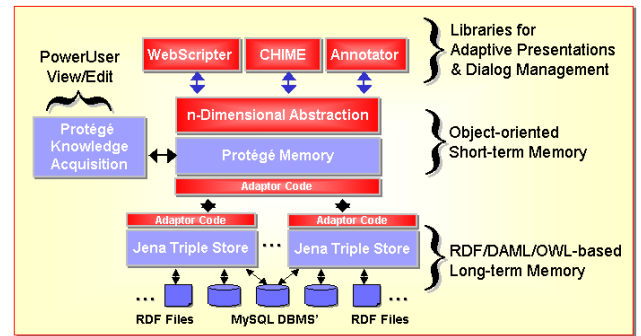 PowerUser
View/Edit
WebScripter
CHIME
Annotator
Libraries for
Adaptive Presentations
& Dialog Management
n-Dimensional Abstraction
Protégé
Knowledge
Acquisition
Protégé Memory
Adaptor Code
Object-oriented
Short-term Memory
Adaptor Code
Adaptor Code
Jena Triple Store
...
Jena Triple Store
RDF/DAML/OWL-based
Long-term Memory
...
...
RDF Files
MySQL DBMS'
RDF Files